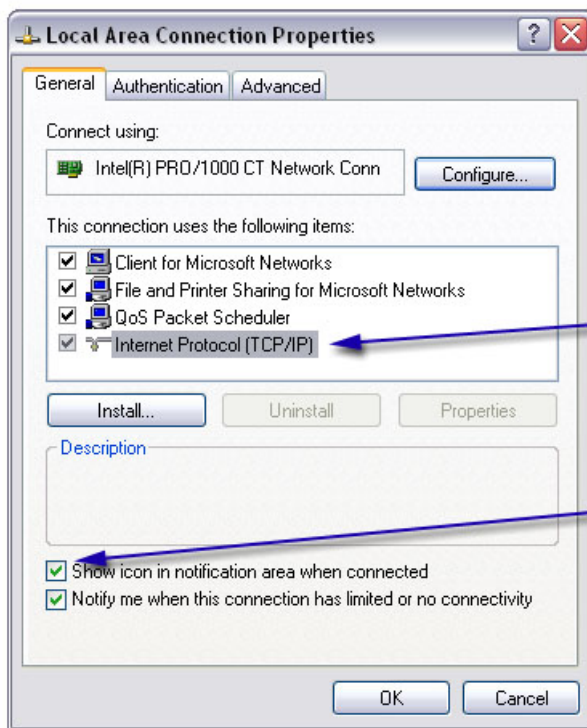 Local Area Connection Properties
?
General
Authentication
Advanced
Connect using:
Intel(R) PRO/1000 CT Network Conn
Configure...
This connection uses the following items:
Client for Microsoft Networks
File and Printer Sharing for Microsoft Networks
QoS Packet Scheduler
Internet Protocol (TCP/IP)
Install...
Uninstall
Properties
Description
Show icon in notification area when connected
Notify me when this connection has limited or no connectivity
OK
Cancel